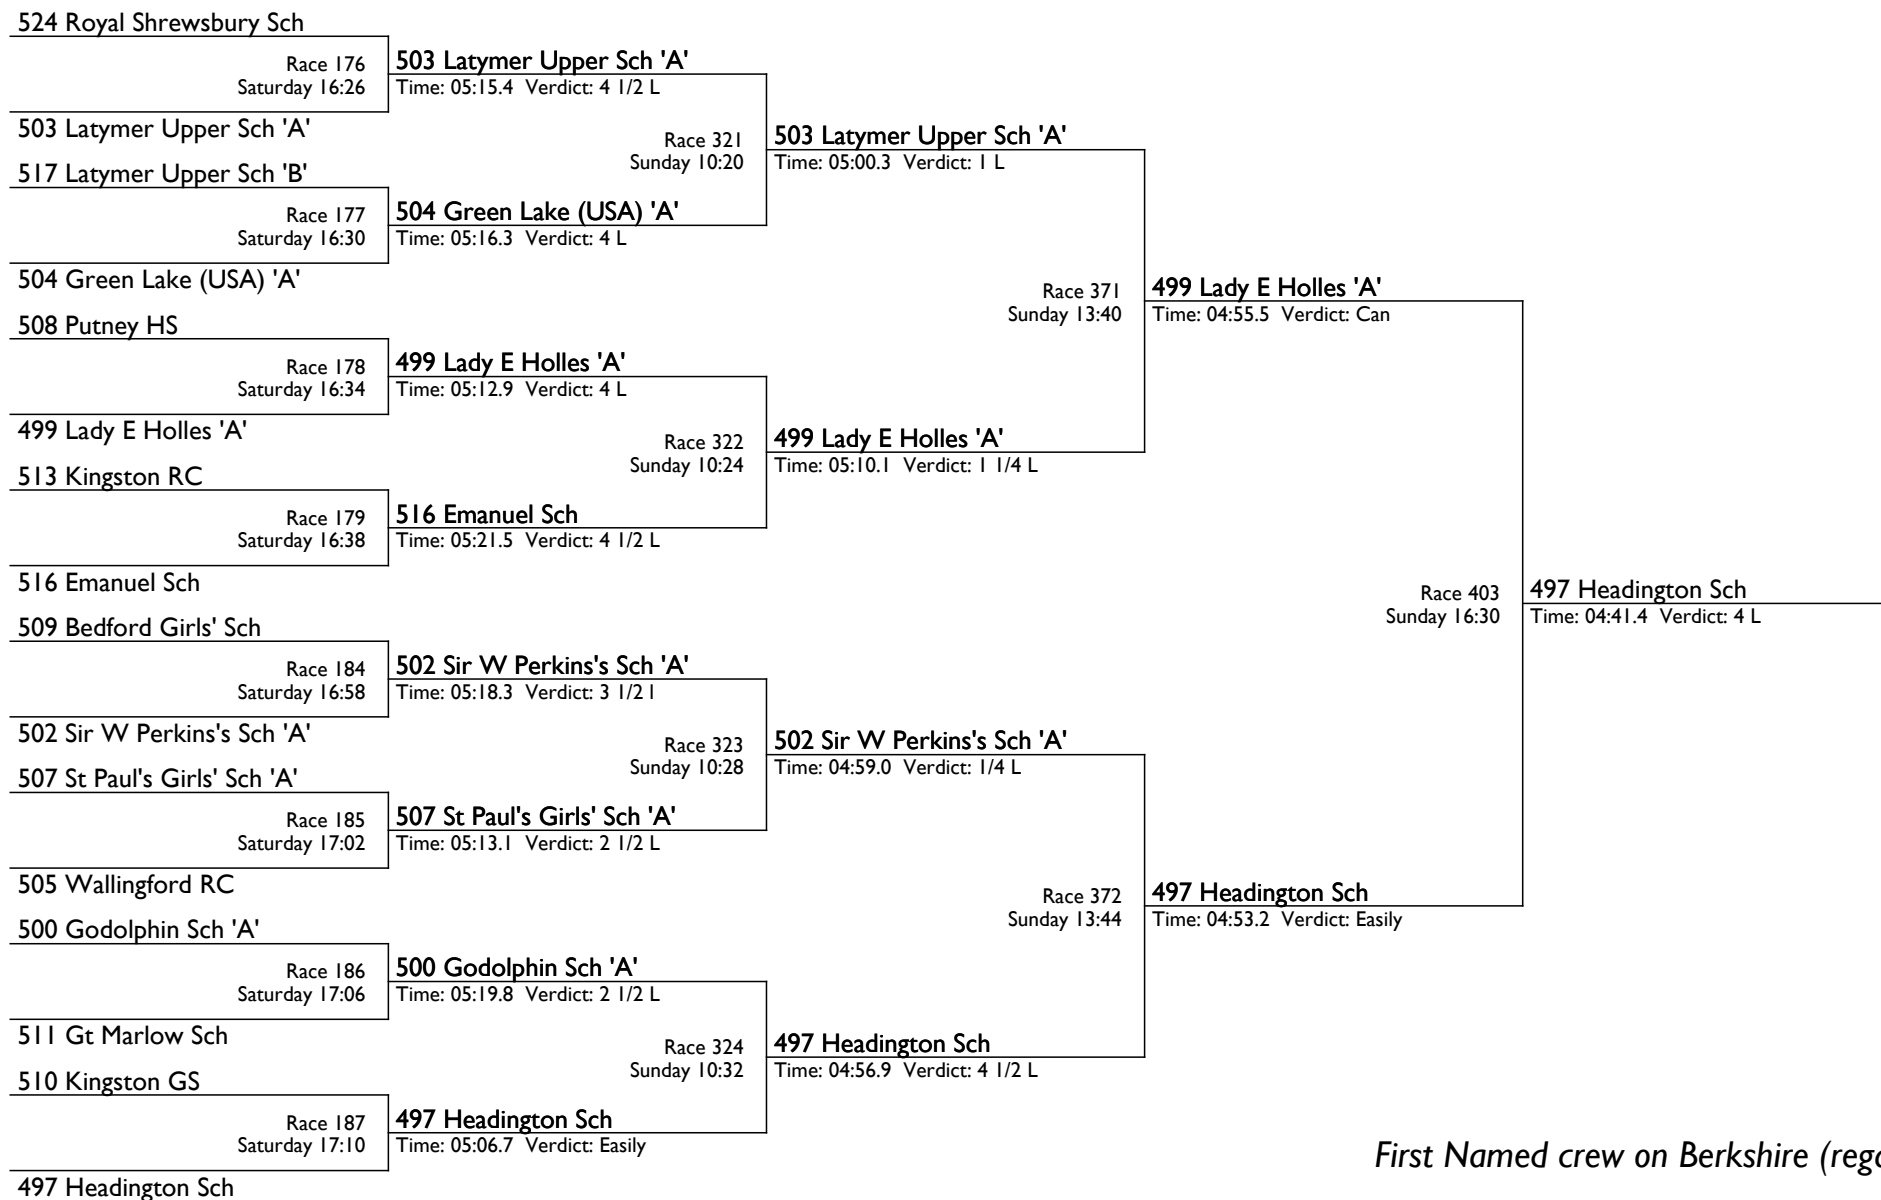 524 Royal Shrewsbury Sch
Race 176
Saturday 16:26
503 Latymer Upper Sch 'A'
517 Latymer Upper Sch 'B'
Race 177
Saturday 16:30
504 Green Lake (USA) 'A'
508 Putney HS
Race 178
Saturday 16:34
499 Lady E Holles 'A'
513 Kingston RC
Race 179
Saturday 16:38
516 Emanuel Sch
509 Bedford Girls' Sch
Race 184
Saturday 16:58
502 Sir W Perkins's Sch 'A'
507 St Paul's Girls' Sch 'A'
Race 185
Saturday 17:02
505 Wallingford RC
500 Godolphin Sch 'A'
Race 186
Saturday 17:06
511 Gt Marlow Sch
510 Kingston GS
Race 187
Saturday 17:10
497 Headington Sch
503 Latymer Upper Sch 'A'
Time: 05:15.4 Verdict: 4 1/2 L
Race 321
Sunday 10:20
504 Green Lake (USA) 'A'
Time: 05:16.3 Verdict: 4 L
499 Lady E Holles 'A'
Time: 05:12.9 Verdict: 4 L
Race 322
Sunday 10:24
516 Emanuel Sch
Time: 05:21.5 Verdict: 4 1/2 L
502 Sir W Perkins's Sch 'A'
Time: 05:18.3 Verdict: 3 1/2 l
Race 323
Sunday 10:28
507 St Paul's Girls' Sch 'A'
Time: 05:13.1 Verdict: 2 1/2 L
500 Godolphin Sch 'A'
Time: 05:19.8 Verdict: 2 1/2 L
Race 324
Sunday 10:32
497 Headington Sch
Time: 05:06.7 Verdict: Easily
503 Latymer Upper Sch 'A'
Time: 05:00.3 Verdict: 1 L
Race 371
Sunday 13:40
499 Lady E Holles 'A'
Time: 05:10.1 Verdict: 1 1/4 L
502 Sir W Perkins's Sch 'A'
Time: 04:59.0 Verdict: 1/4 L
Race 372
Sunday 13:44
497 Headington Sch
Time: 04:56.9 Verdict: 4 1/2 L
499 Lady E Holles 'A'
Time: 04:55.5 Verdict: Can
Race 403
Sunday 16:30
497 Headington Sch
Time: 04:53.2 Verdict: Easily
497 Headington Sch
Time: 04:41.4 Verdict: 4 L
First Named crew on Berkshire